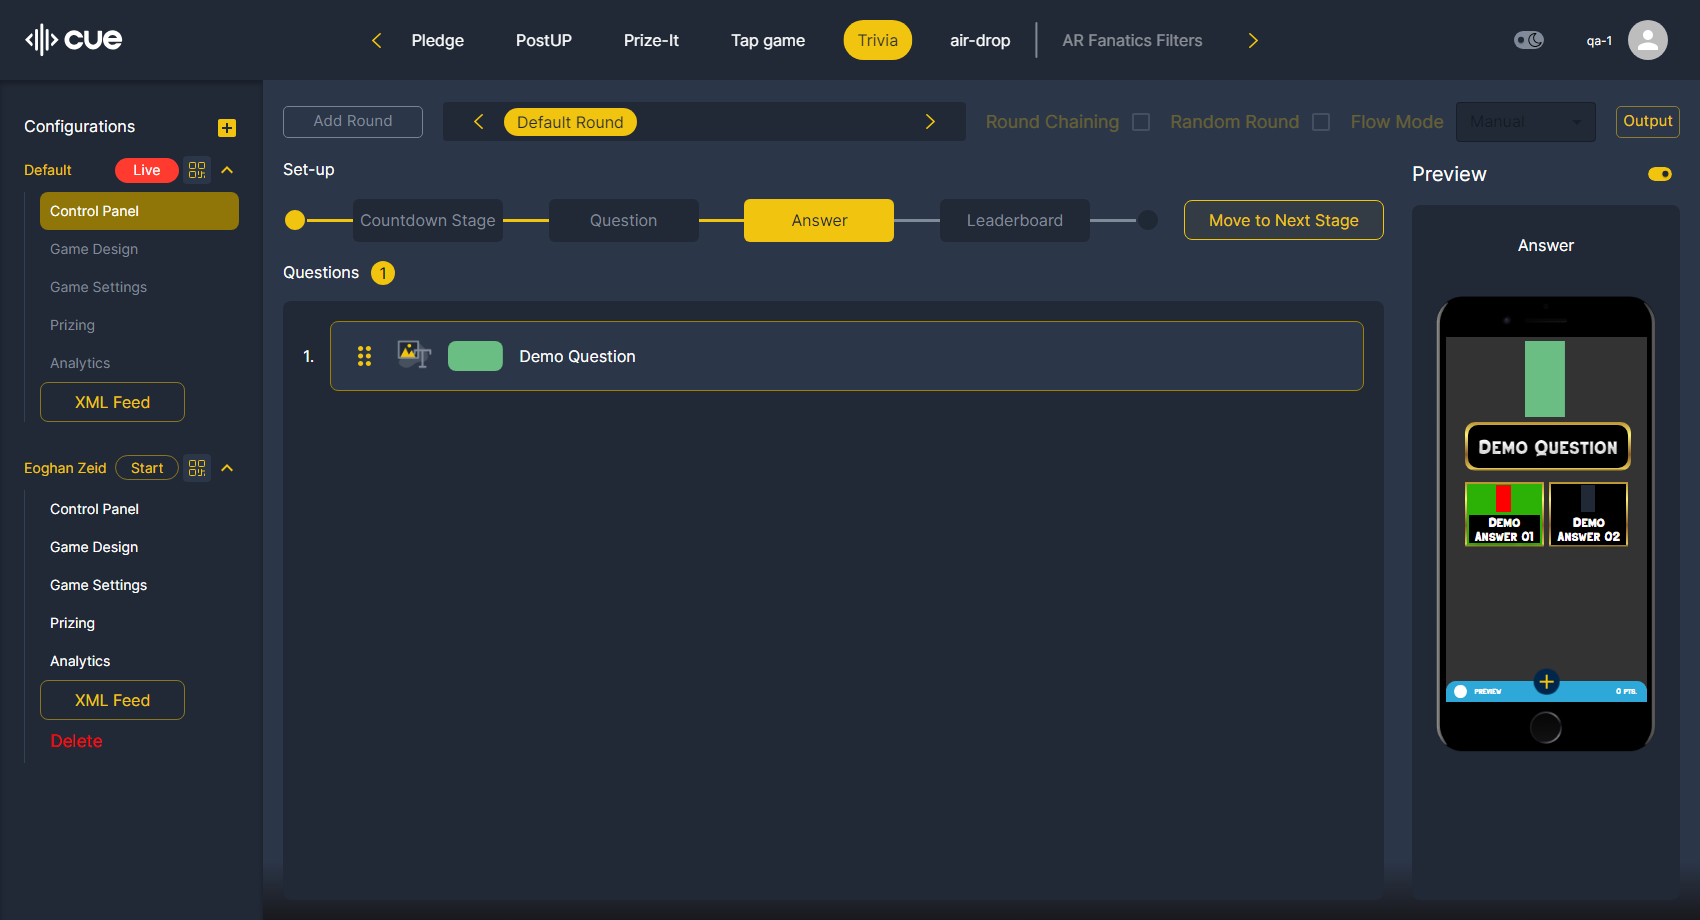 cue
Pledge
PostUP
Prize-It
Tap game
Trivia
air-drop
AR Fanatics Filters
qa-1
Configurations
Default
Live
Control Panel
Game Design
Game Settings
Prizing
Analytics
XML Feed
Eoghan Zeid
Start
Control Panel
Game Design
Game Settings
Prizing
Analytics
XML Feed
Delete
Add Round
Default Round
Round Chaining
Random Round
Flow Mode
Manual
Output
Set-up
Countdown Stage
Question
Answer
Leaderboard
Move to Next Stage
Questions 1
1.
Demo Question
Preview
Answer
Demo Question
Demo
Answer 01
Demo
Answer 02
PREVIEW
0 PTS.